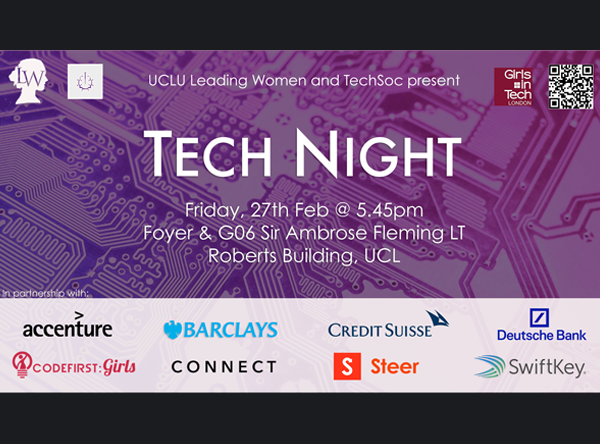 LW
UCLU Leading Women and TechSoc present
Girls
in
Tech
LONDON
TECH NIGHT
Friday, 27th Feb @ 5.45pm
Foyer & G06 Sir Ambrose Fleming LT
Roberts Building, UCL
In partnership with:
accenture
BARCLAYS
CREDIT SUISSE
Deutsche Bank
CODEFIRST:Girls
CONNECT
S Steer
SwiftKey